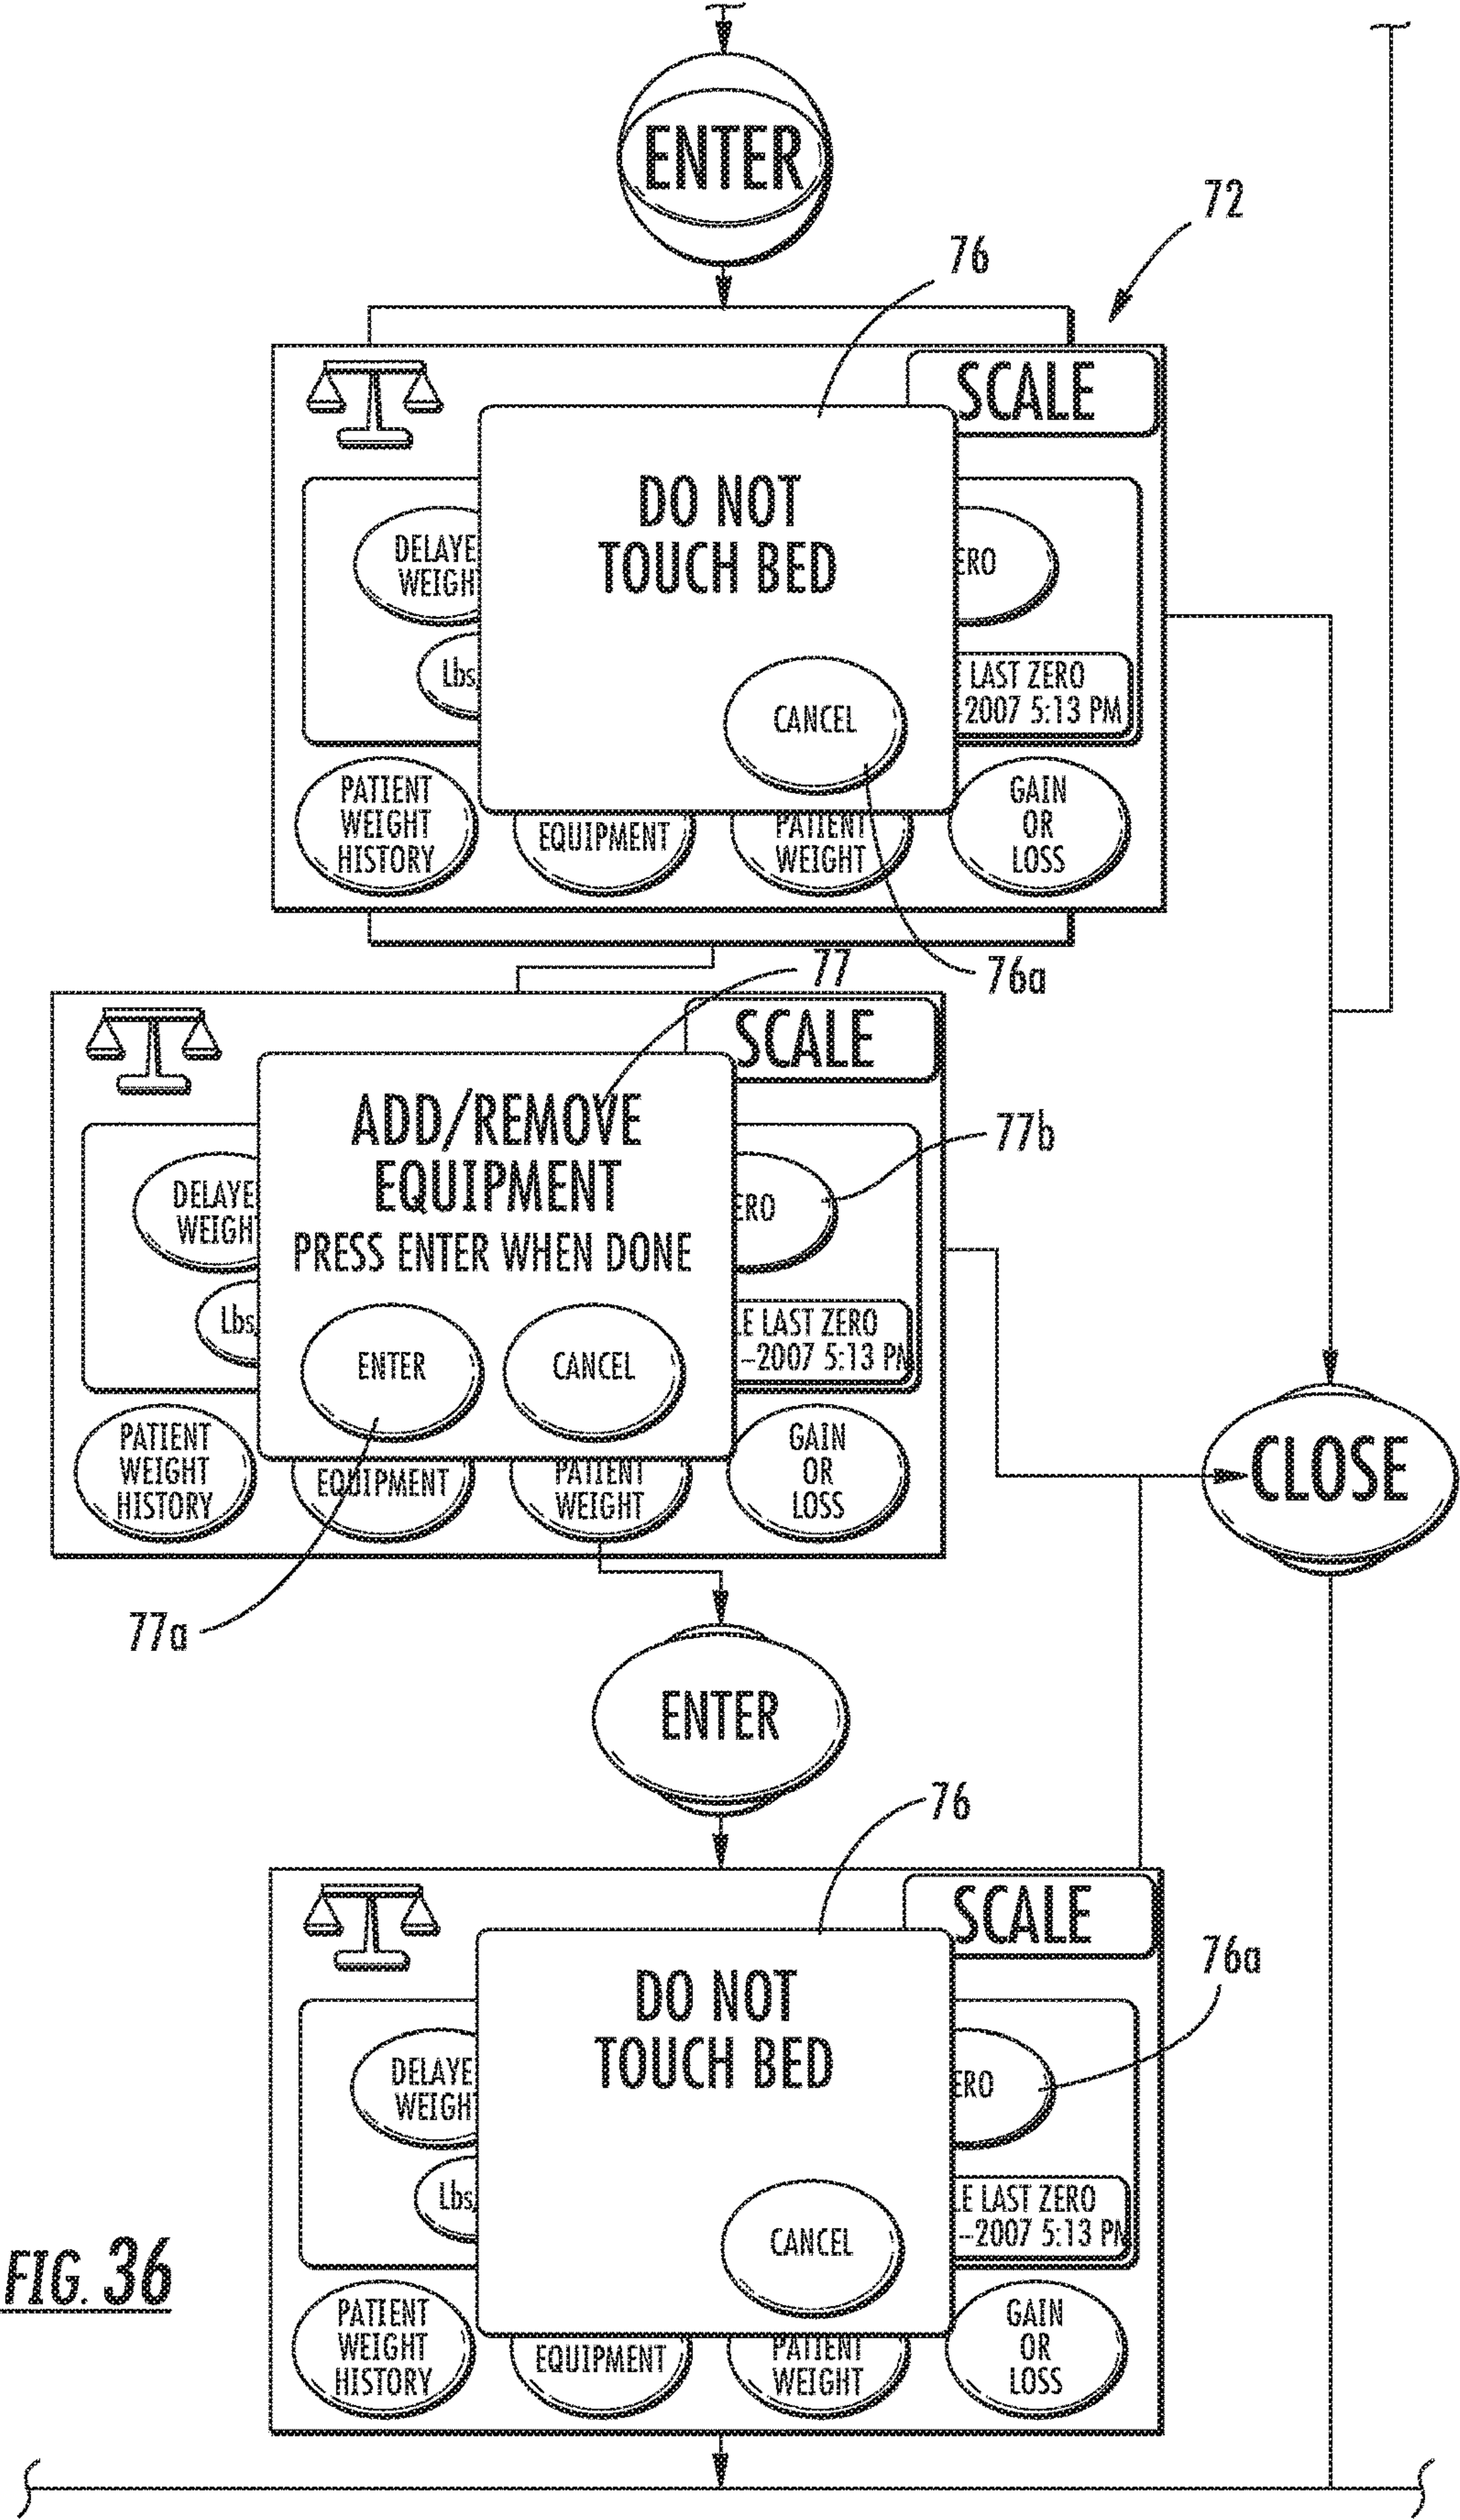 ENTER
72
76
SCALE
DO NOT
TOUCH BED
DELAYE
WEIGH
ERO
Lbs
LAST ZERO
-2007 5:13 PM
CANCEL
PATIENT
WEIGHT
HISTORY
EQUIPMENT
PATIENT
WEIGHT
GAIN
OR
LOSS
76a
77
SCALE
ADD/REMOVE
EQUIPMENT
PRESS ENTER WHEN DONE
77b
DELAYE
WEIGH
ERO
Lbs
E LAST ZERO
-2007 5:13 PM
ENTER
CANCEL
PATIENT
WEIGHT
HISTORY
EQUIPMENT
PATIENT
WEIGHT
GAIN
OR
LOSS
CLOSE
77a
ENTER
76
SCALE
76a
DO NOT
TOUCH BED
DELAYE
WEIGH
ERO
Lbs
LE LAST ZERO
-2007 5:13 PM
CANCEL
PATIENT
WEIGHT
HISTORY
EQUIPMENT
PATIENT
WEIGHT
GAIN
OR
LOSS
FIG. 36